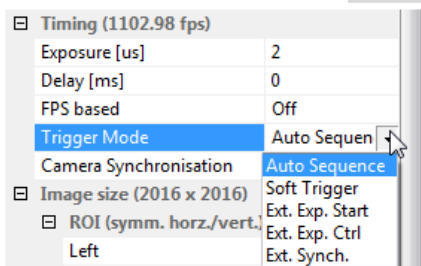 Timing (1102.98 fps)
Exposure [us] 2
Delay [ms] 0
FPS based Off
Trigger Mode Auto Sequen
Camera Synchronisation Auto Sequence
Soft Trigger
Image size (2016 x 2016) Ext. Exp. Start
ROI (symm. horz./vert.) Ext. Exp. Ctrl
Left Ext. Synch.